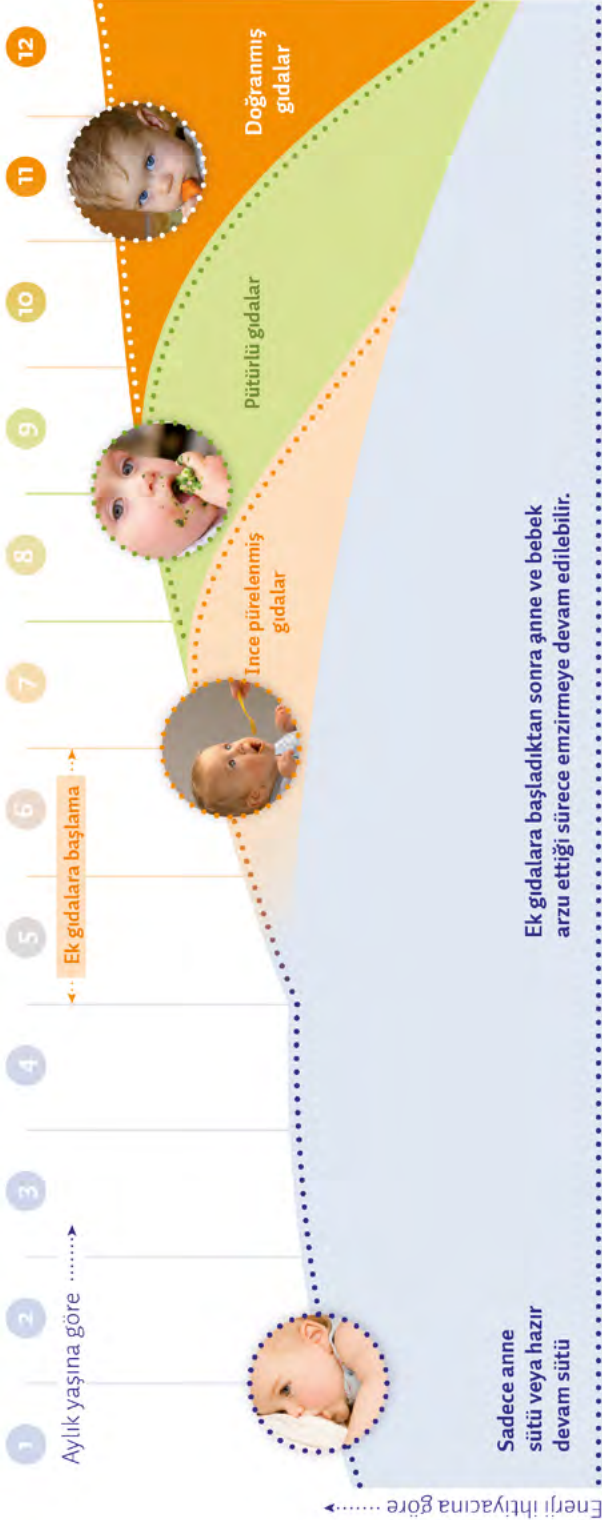 1 2 3 4 5 6 7 8 9 10 11 12
Aylık yaşına göre
Ek gıdalara başlama
Doğranmış
gıdalar
Pütürlü gıdalar
Ince pürelenmiş
gıdalar
Sadece anne
sütü veya hazır
devam sütü
Ek gıdalara başladıktan sonra anne ve bebek
arzu ettiği sürece emzirmeye devam edilebilir.
Enerji ihtiyacına göre